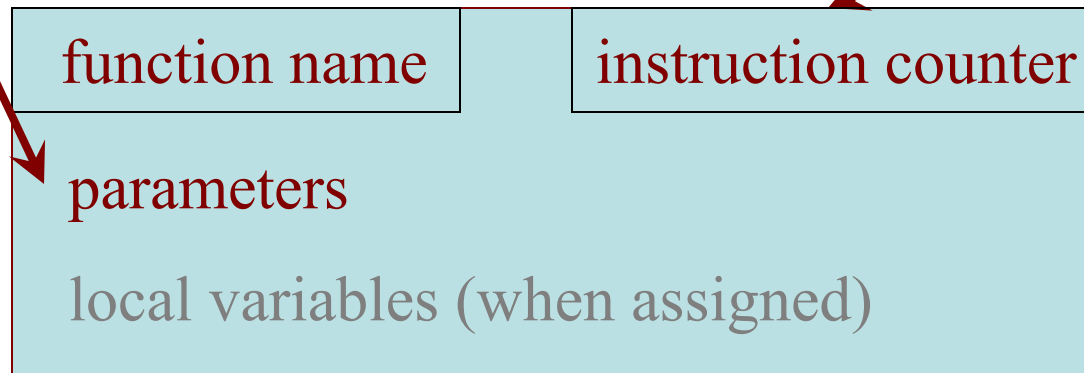 function name instruction counter
parameters
local variables (when assigned)